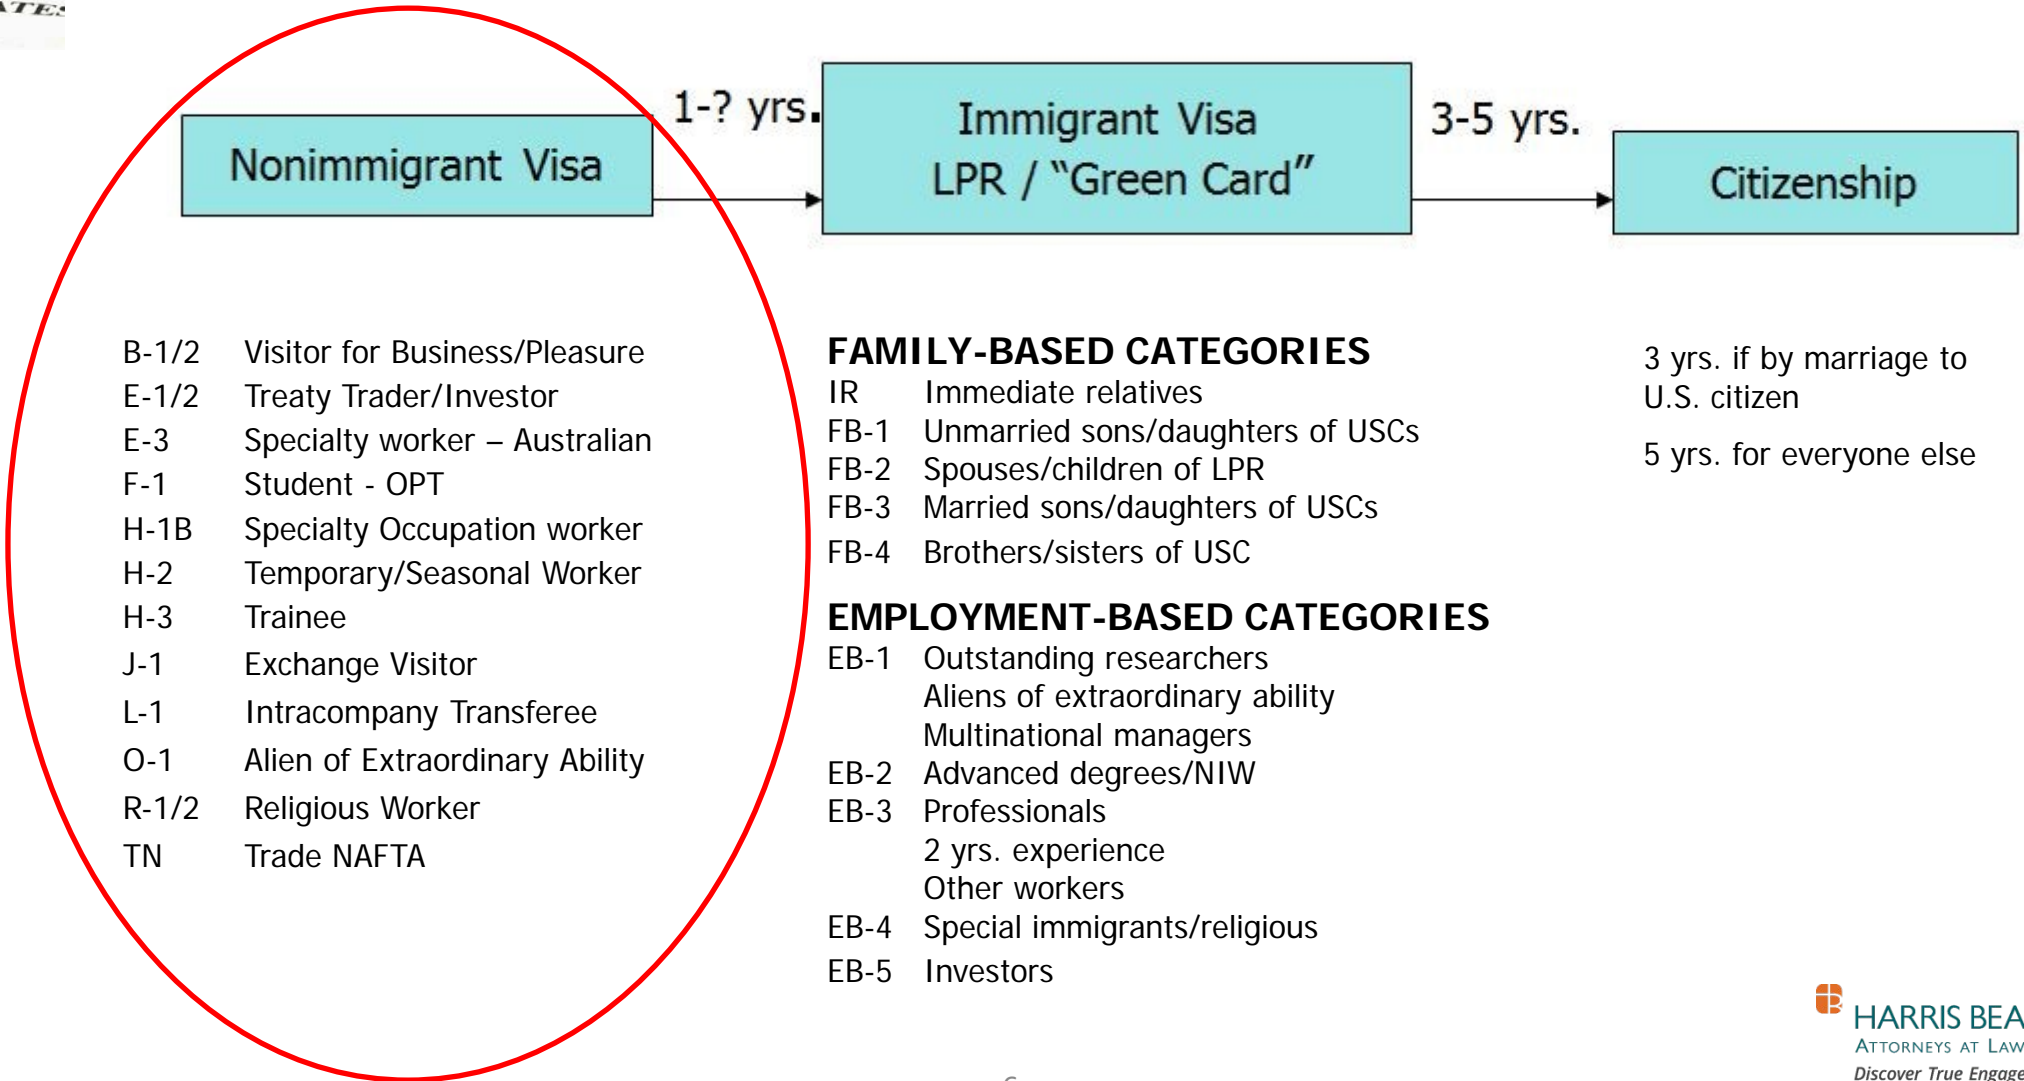 Nonimmigrant Visa
1-? yrs.
Immigrant Visa
LPR / “Green Card”
3-5 yrs.
Citizenship
B-1/2 Visitor for Business/Pleasure
E-1/2 Treaty Trader/Investor
E-3 Specialty worker – Australian
F-1 Student - OPT
H-1B Specialty Occupation worker
H-2 Temporary/Seasonal Worker
H-3 Trainee
J-1 Exchange Visitor
L-1 Intracompany Transferee
O-1 Alien of Extraordinary Ability
R-1/2 Religious Worker
TN Trade NAFTA
FAMILY-BASED CATEGORIES
IR Immediate relatives
FB-1 Unmarried sons/daughters of USCs
FB-2 Spouses/children of LPR
FB-3 Married sons/daughters of USCs
FB-4 Brothers/sisters of USC
EMPLOYMENT-BASED CATEGORIES
EB-1 Outstanding researchers
Aliens of extraordinary ability
Multinational managers
EB-2 Advanced degrees/NIW
EB-3 Professionals
2 yrs. experience
Other workers
EB-4 Special immigrants/religious
EB-5 Investors
3 yrs. if by marriage to
U.S. citizen
5 yrs. for everyone else
HARRIS BEA
ATTORNEYS AT LAW
Discover True Engage